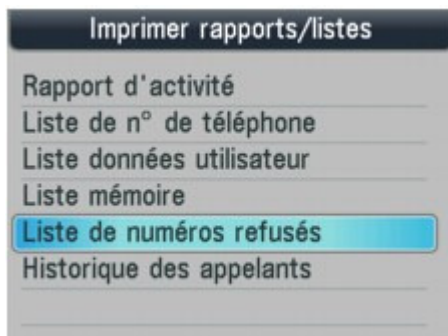 Imprimer rapports/listes
Rapport d'activité
Liste de n° de téléphone
Liste données utilisateur
Liste mémoire
Liste de numéros refusés
Historique des appelants